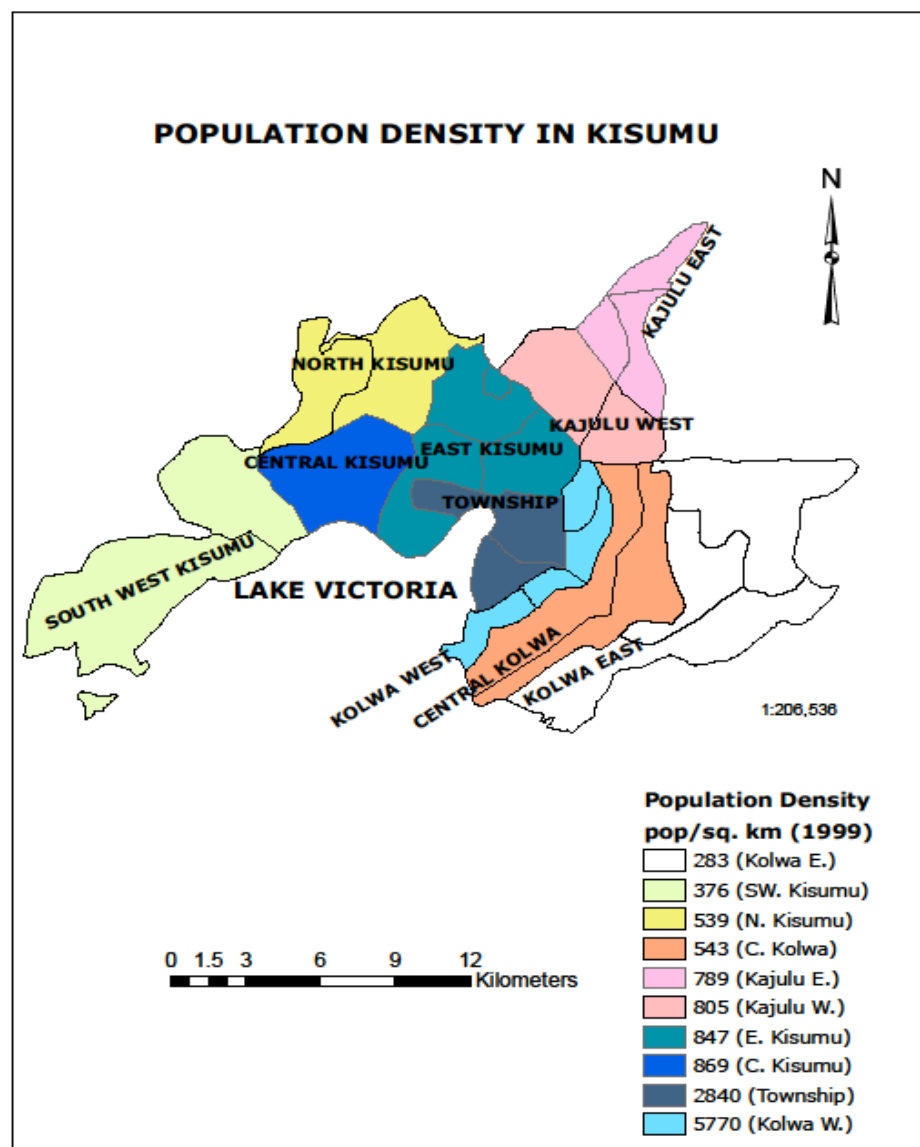 POPULATION DENSITY IN KISUMU
N
KAJULU EAST
NORTH KISUMU
KAJULU WEST
EAST KISUMU
CENTRAL KISUMU
TOWNSHIP
SOUTH WEST KISUMU
LAKE VICTORIA
KOLWA WEST
CENTRAL KOLWA
KOLWA EAST
1:206,536
Population Density
pop/sq. km (1999)
283 (Kolwa E.)
376 (SW. Kisumu)
539 (N. Kisumu)
543 (C. Kolwa)
789 (Kajulu E.)
805 (Kajulu W.)
847 (E. Kisumu)
869 (C. Kisumu)
2840 (Township)
5770 (Kolwa W.)
0 1.5 3 6 9 12
Kilometers